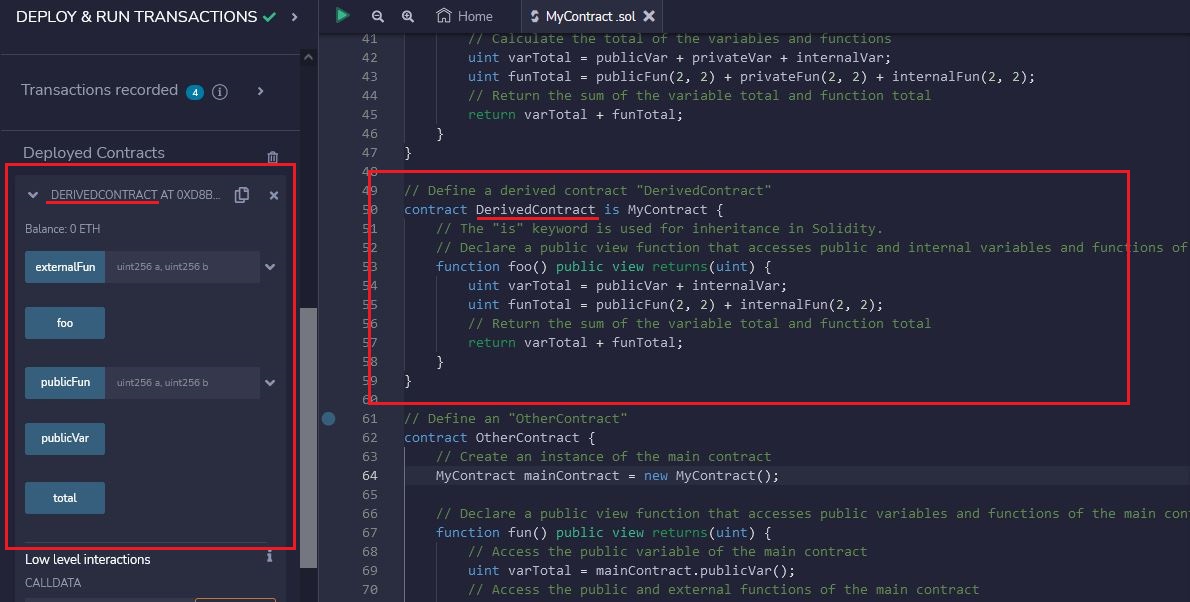 DEPLOY & RUN TRANSACTIONS
Transactions recorded 4 i
Deployed Contracts
DERIVEDCONTRACT AT 0XD8B...
Balance: 0 ETH
externalFun uint256 a, uint256 b
foo
publicFun uint256 a, uint256 b
publicVar
total
Low level interactions i
CALLDATA
Home MyContract .sol
41 // Calculate the total of the variables and functions
42 uint varTotal = publicVar + privateVar + internalVar;
43 uint funTotal = publicFun(2, 2) + privateFun(2, 2) + internalFun(2, 2);
44 // Return the sum of the variable total and function total
45 return varTotal + funTotal;
46 }
47 }
48
49 // Define a derived contract "DerivedContract"
50 contract DerivedContract is MyContract {
51 // The "is" keyword is used for inheritance in Solidity.
52 // Declare a public view function that accesses public and internal variables and functions of
53 function foo() public view returns(uint) {
54 uint varTotal = publicVar + internalVar;
55 uint funTotal = publicFun(2, 2) + internalFun(2, 2);
56 // Return the sum of the variable total and function total
57 return varTotal + funTotal;
58 }
59 }
60
61 // Define an "OtherContract"
62 contract OtherContract {
63 // Create an instance of the main contract
64 MyContract mainContract = new MyContract();
65
66 // Declare a public view function that accesses public variables and functions of the main con
67 function fun() public view returns(uint) {
68 // Access the public variable of the main contract
69 uint varTotal = mainContract.publicVar();
70 // Access the public and external functions of the main contract